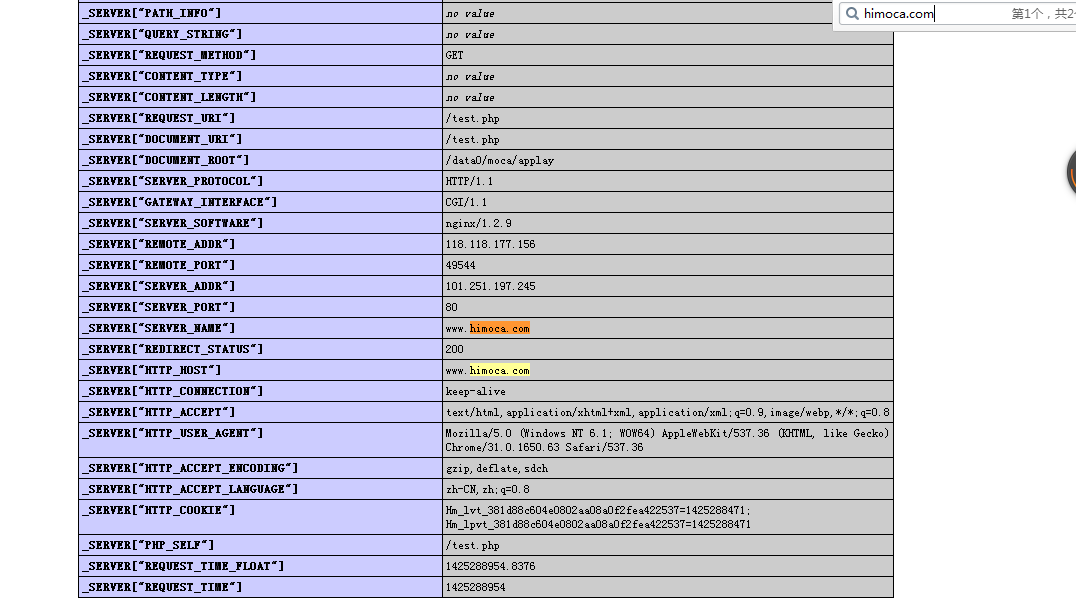 himoca.com 第1个，共2个
_SERVER["PATH_INFO"] no value
_SERVER["QUERY_STRING"] no value
_SERVER["REQUEST_METHOD"] GET
_SERVER["CONTENT_TYPE"] no value
_SERVER["CONTENT_LENGTH"] no value
_SERVER["REQUEST_URI"] /test.php
_SERVER["DOCUMENT_URI"] /test.php
_SERVER["DOCUMENT_ROOT"] /data0/moca/applay
_SERVER["SERVER_PROTOCOL"] HTTP/1.1
_SERVER["GATEWAY_INTERFACE"] CGI/1.1
_SERVER["SERVER_SOFTWARE"] nginx/1.2.9
_SERVER["REMOTE_ADDR"] 118.118.177.156
_SERVER["REMOTE_PORT"] 49544
_SERVER["SERVER_ADDR"] 101.251.197.245
_SERVER["SERVER_PORT"] 80
_SERVER["SERVER_NAME"] www.himoca.com
_SERVER["REDIRECT_STATUS"] 200
_SERVER["HTTP_HOST"] www.himoca.com
_SERVER["HTTP_CONNECTION"] keep-alive
_SERVER["HTTP_ACCEPT"] text/html,application/xhtml+xml,application/xml;q=0.9,image/webp,*/*;q=0.8
_SERVER["HTTP_USER_AGENT"] Mozilla/5.0 (Windows NT 6.1; WOW64) AppleWebKit/537.36 (KHTML, like Gecko)
Chrome/31.0.1650.63 Safari/537.36
_SERVER["HTTP_ACCEPT_ENCODING"] gzip,deflate,sdch
_SERVER["HTTP_ACCEPT_LANGUAGE"] zh-CN,zh;q=0.8
_SERVER["HTTP_COOKIE"] Hm_lvt_381d88c604e0802aa08a0f2fea422537=1425288471;
Hm_lpvt_381d88c604e0802aa08a0f2fea422537=1425288471
_SERVER["PHP_SELF"] /test.php
_SERVER["REQUEST_TIME_FLOAT"] 1425288954.8376
_SERVER["REQUEST_TIME"] 1425288954